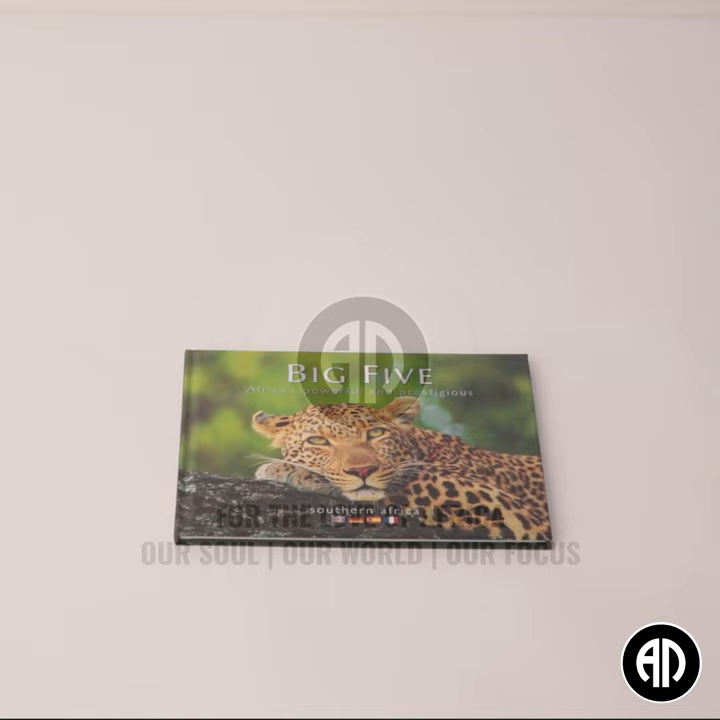 BIG FIVE
Africa's powerful and prestigious
southern africa
FOR THE LOVE OF AFRICA
OUR SOUL | OUR WORLD | OUR FOCUS